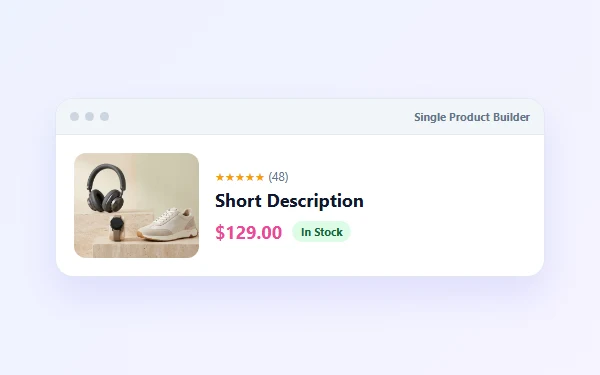 Single Product Builder
★★★★★ (48)
Short Description
$129.00 In Stock